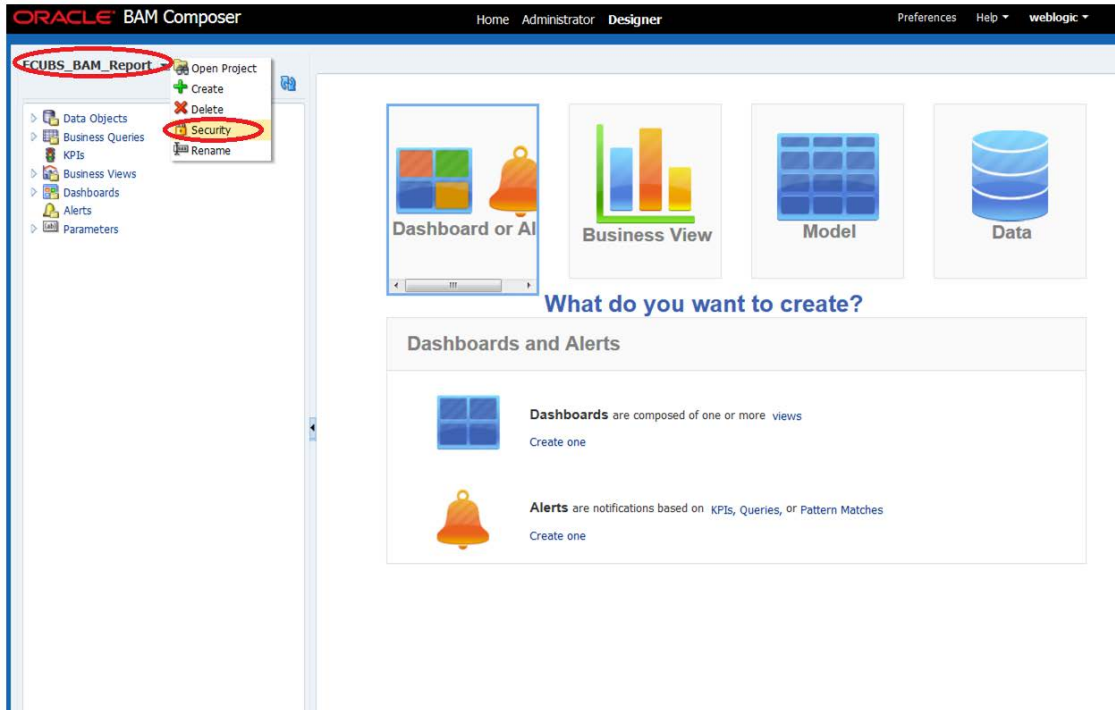 ORACLE® BAM Composer
Home Administrator Designer
Preferences Help weblogic
FCUBS_BAM_Report
Open Project
Create
Delete
Security
Rename
Data Objects
Business Queries
KPIs
Business Views
Dashboards
Alerts
Parameters
Dashboard or Al
Business View
Model
Data
What do you want to create?
Dashboards and Alerts
Dashboards are composed of one or more views
Create one
Alerts are notifications based on KPIs, Queries, or Pattern Matches
Create one